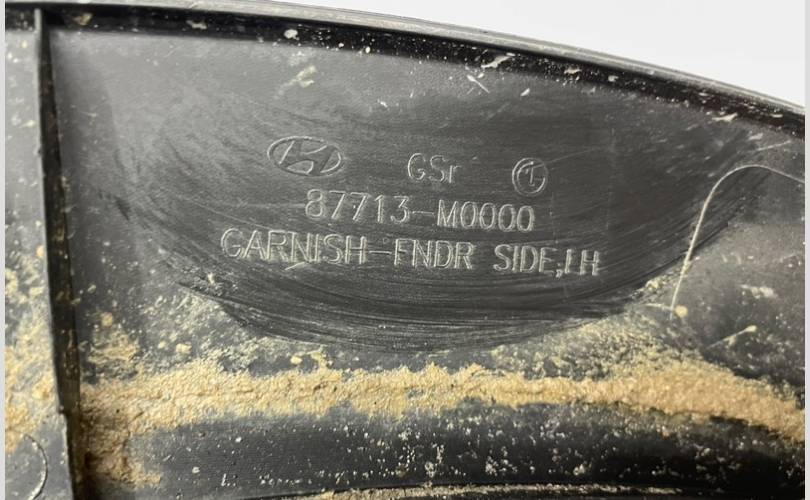 GSr
87713-M0000
GARNISH-FNDR SIDE,LH